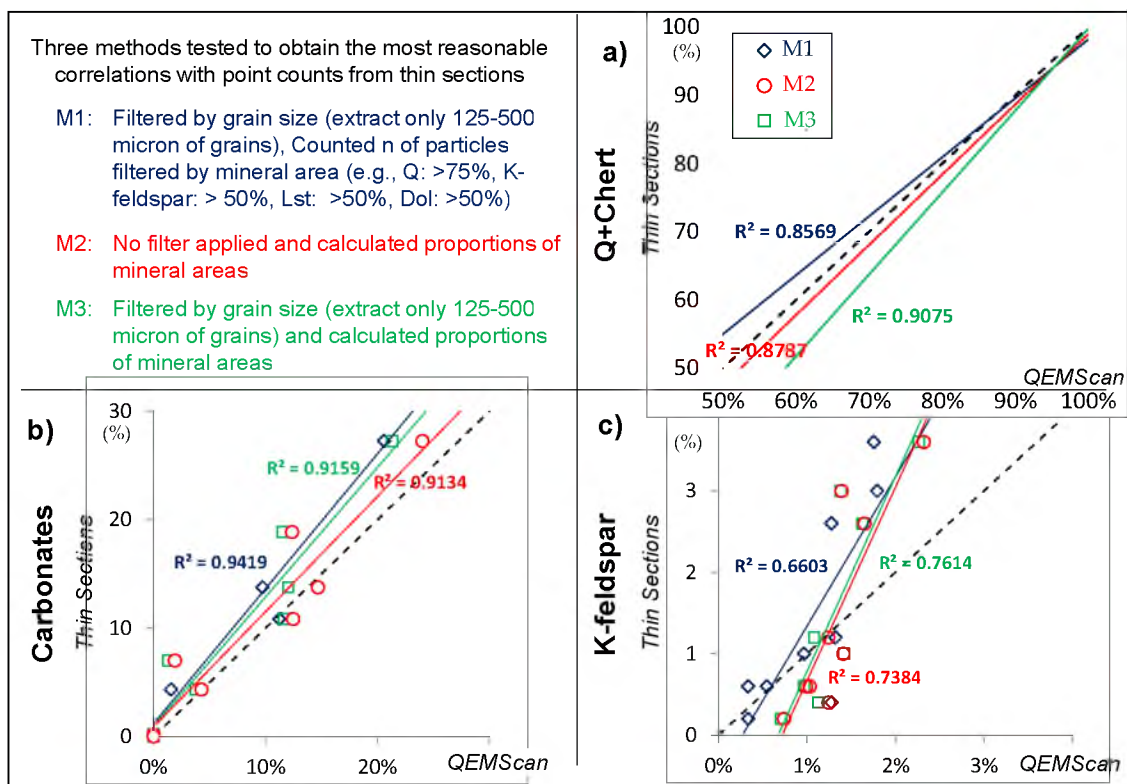 Three methods tested to obtain the most reasonable
correlations with point counts from thin sections
M1: Filtered by grain size (extract only 125-500
micron of grains), Counted n of particles
filtered by mineral area (e.g., Q: >75%, K-
feldspar: > 50%, Lst: >50%, Dol: >50%)
M2: No filter applied and calculated proportions of
mineral areas
M3: Filtered by grain size (extract only 125-500
micron of grains) and calculated proportions
of mineral areas
a)
Q+Chert
Thin Sections
(%)
100
90
80
70
60
50
M1
M2
M3
R² = 0.8569
R² = 0.9075
R² = 0.8787
QEMScan
50% 60% 70% 80% 90% 100%
b)
Carbonates
Thin Sections
(%)
30
20
10
0
R² = 0.9159
R² = 0.9134
R² = 0.9419
0% 10% 20% QEMScan
c)
K-feldspar
Thin Sections
(%)
3
2
1
0
R² = 0.6603
R² = 0.7614
R² = 0.7384
0% 1% 2% 3% QEMScan